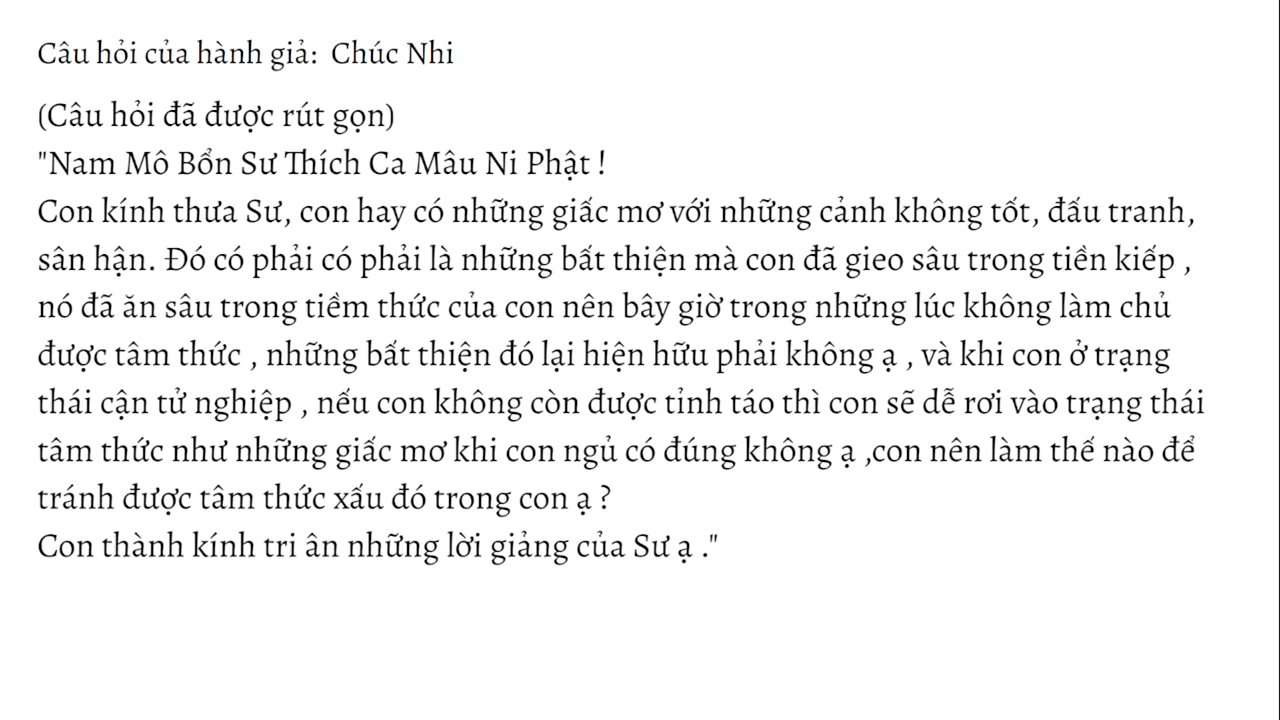 Câu hỏi của hành giả: Chúc Nhi
(Câu hỏi đã được rút gọn)
"Nam Mô Bổn Sư Thích Ca Mâu Ni Phật !
Con kính thưa Sư, con hay có những giấc mơ với những cảnh không tốt, đấu tranh,
sân hận. Đó có phải có phải là những bất thiện mà con đã gieo sâu trong tiền kiếp ,
nó đã ăn sâu trong tiềm thức của con nên bây giờ trong những lúc không làm chủ
được tâm thức , những bất thiện đó lại hiện hữu phải không ạ , và khi con ở trạng
thái cận tử nghiệp , nếu con không còn được tỉnh táo thì con sẽ dễ rơi vào trạng thái
tâm thức như những giấc mơ khi con ngủ có đúng không ạ ,con nên làm thế nào để
tránh được tâm thức xấu đó trong con ạ ?
Con thành kính tri ân những lời giảng của Sư ạ ."